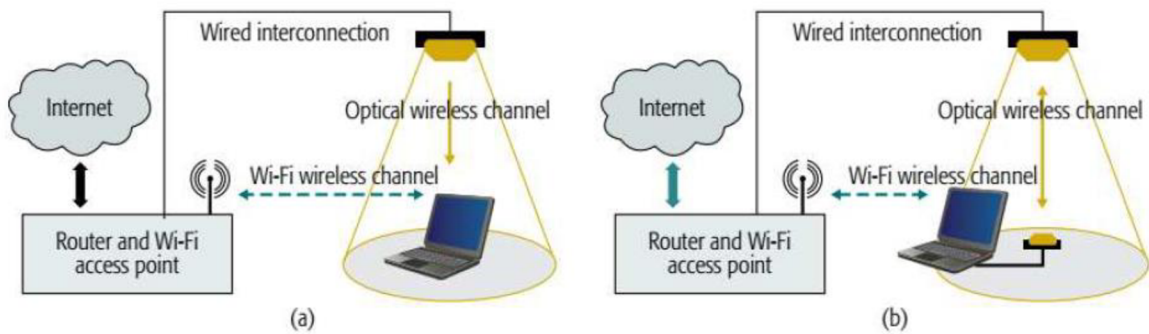 Wired interconnection
Internet
Optical wireless channel
Wi-Fi wireless channel
Router and Wi-Fi
access point
(a)
Wired interconnection
Internet
Optical wireless channel
Wi-Fi wireless channel
Router and Wi-Fi
access point
(b)